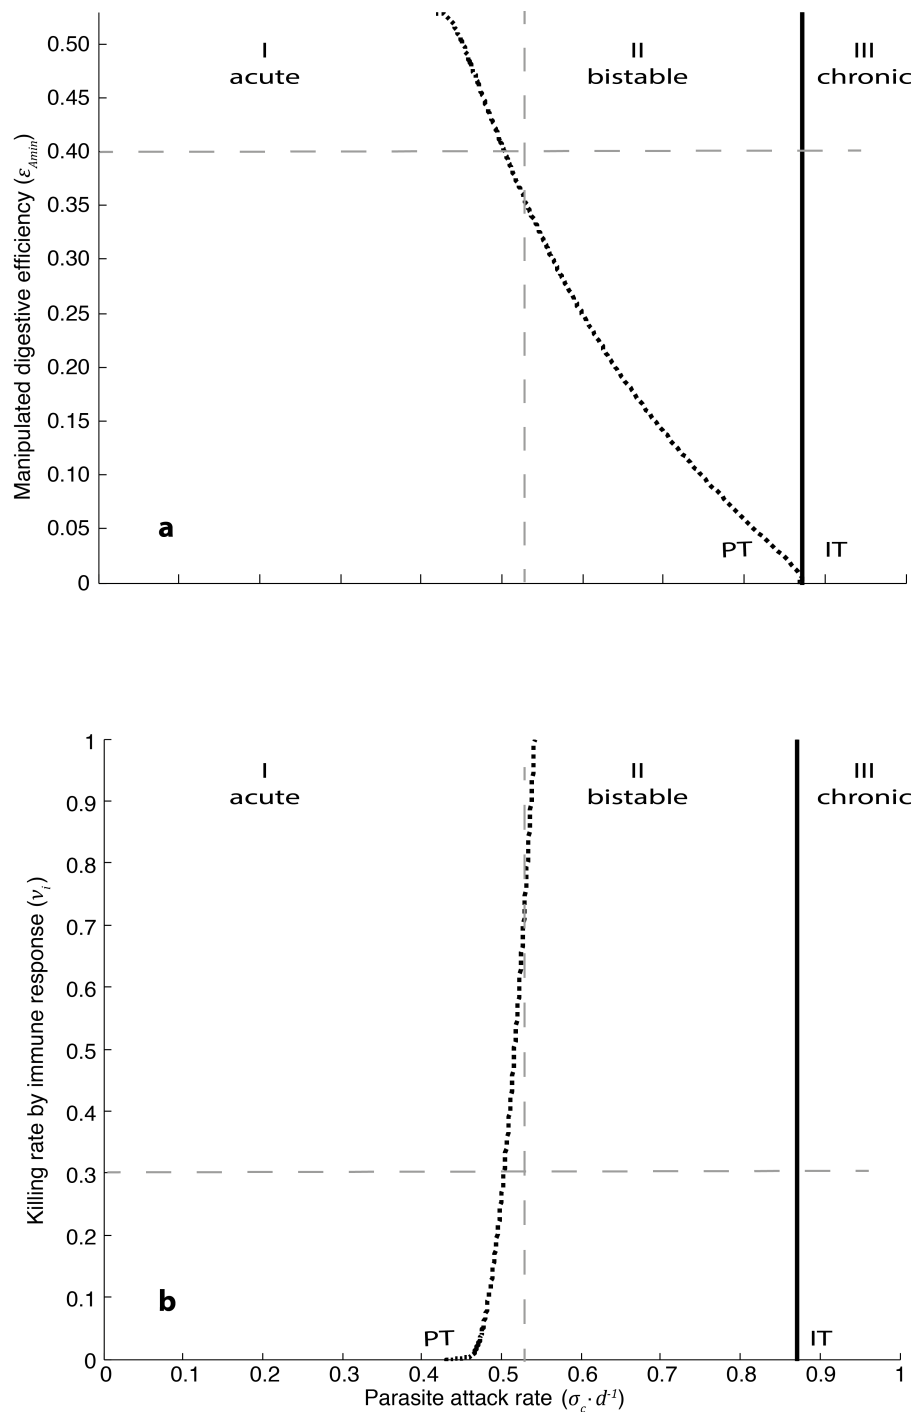 0.50
0.45
0.40
0.35
0.30
0.25
0.20
0.15
0.10
0.05
0
Manipulated digestive efficiency (εAmin)
I
acute
II
bistable
III
chronic
a
PT
IT
1
0.9
0.8
0.7
0.6
0.5
0.4
0.3
0.2
0.1
0
Killing rate by immune response (νi)
I
acute
II
bistable
III
chronic
b
PT
IT
0 0.1 0.2 0.3 0.4 0.5 0.6 0.7 0.8 0.9 1
Parasite attack rate (σc · d-1)